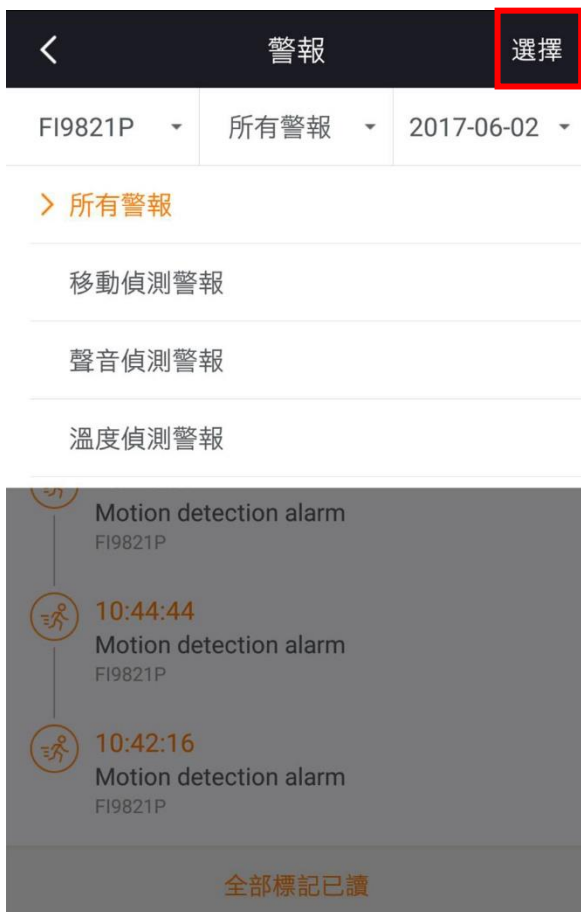 警報
選擇
FI9821P
所有警報
2017-06-02
所有警報
移動偵測警報
聲音偵測警報
溫度偵測警報
Motion detection alarm
FI9821P
10:44:44
Motion detection alarm
FI9821P
10:42:16
Motion detection alarm
FI9821P
全部標記已讀